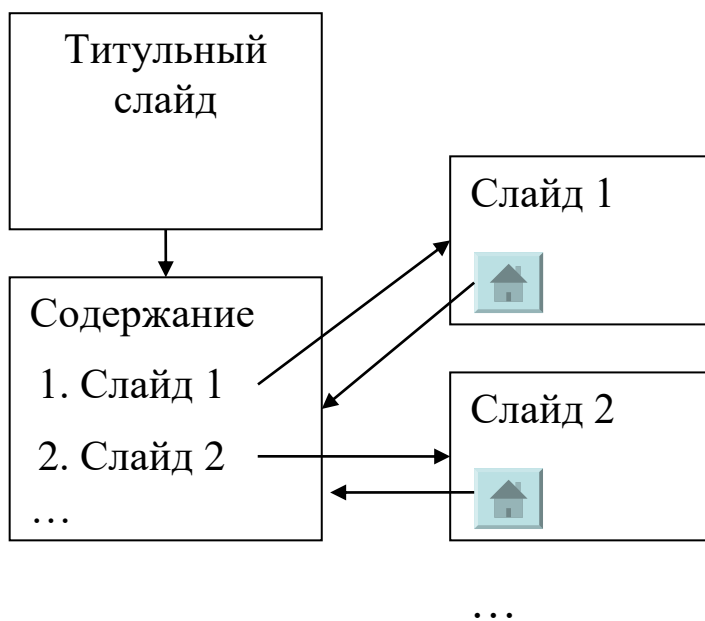 Титульный
слайд
Содержание
1. Слайд 1
2. Слайд 2
…
Слайд 1
Слайд 2
…